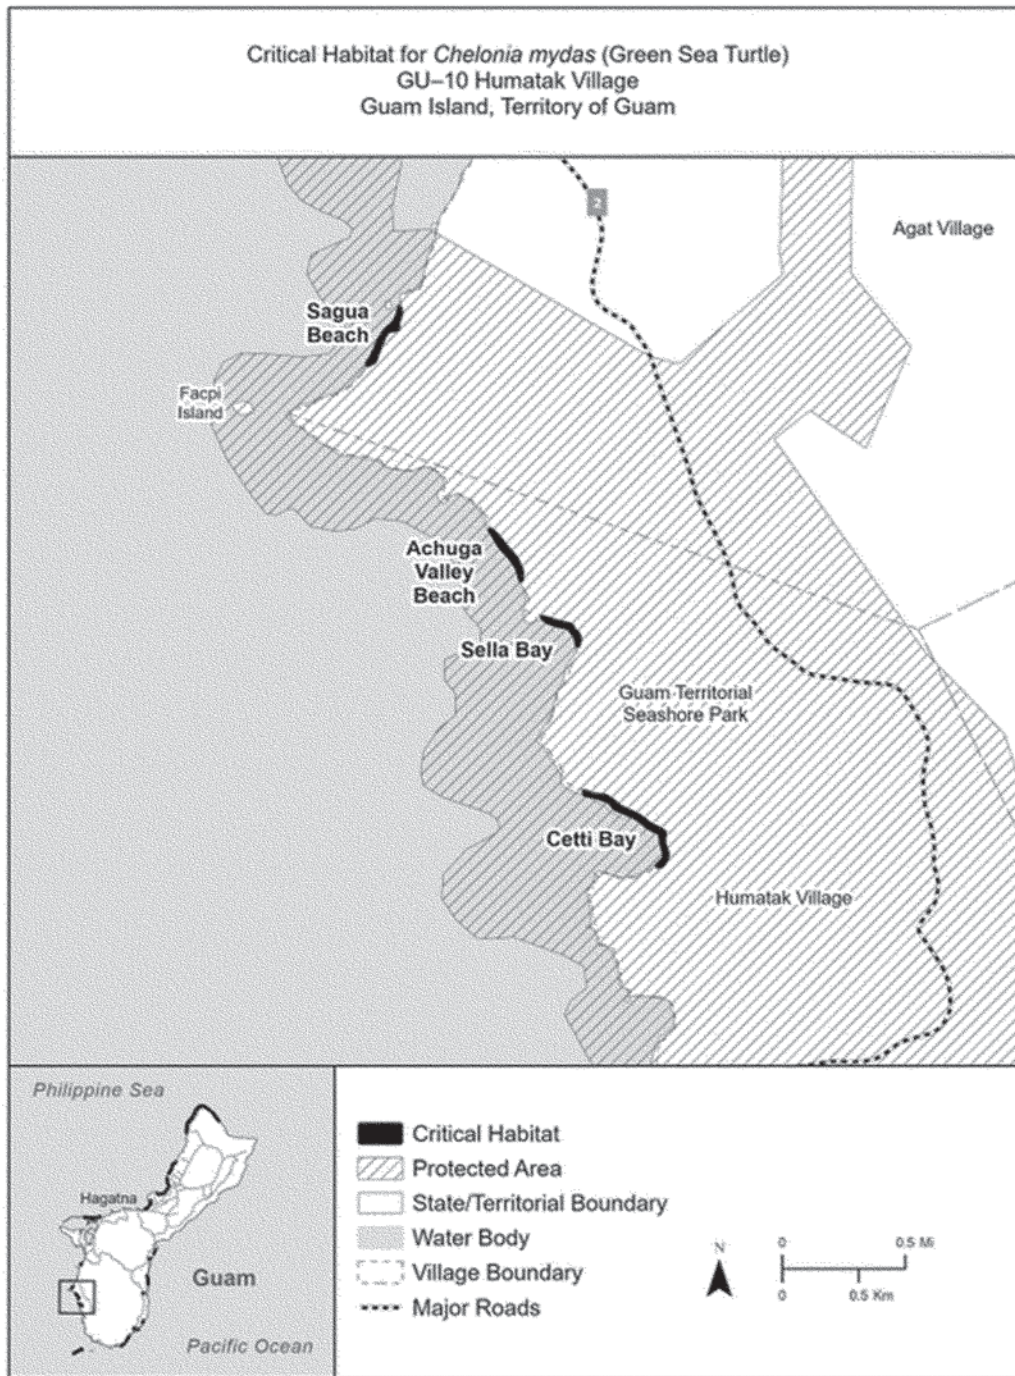 Critical Habitat for Chelonia mydas (Green Sea Turtle)
GU–10 Humatak Village
Guam Island, Territory of Guam
2
Agat Village
Sagua
Beach
Facpi
Island
Achuga
Valley
Beach
Sella Bay
Guam Territorial
Seashore Park
Cetti Bay
Humatak Village
Philippine Sea
Hagatna
Guam
Pacific Ocean
Critical Habitat
Protected Area
State/Territorial Boundary
Water Body
Village Boundary
Major Roads
N
0 0.5 Mi
0 0.5 Km